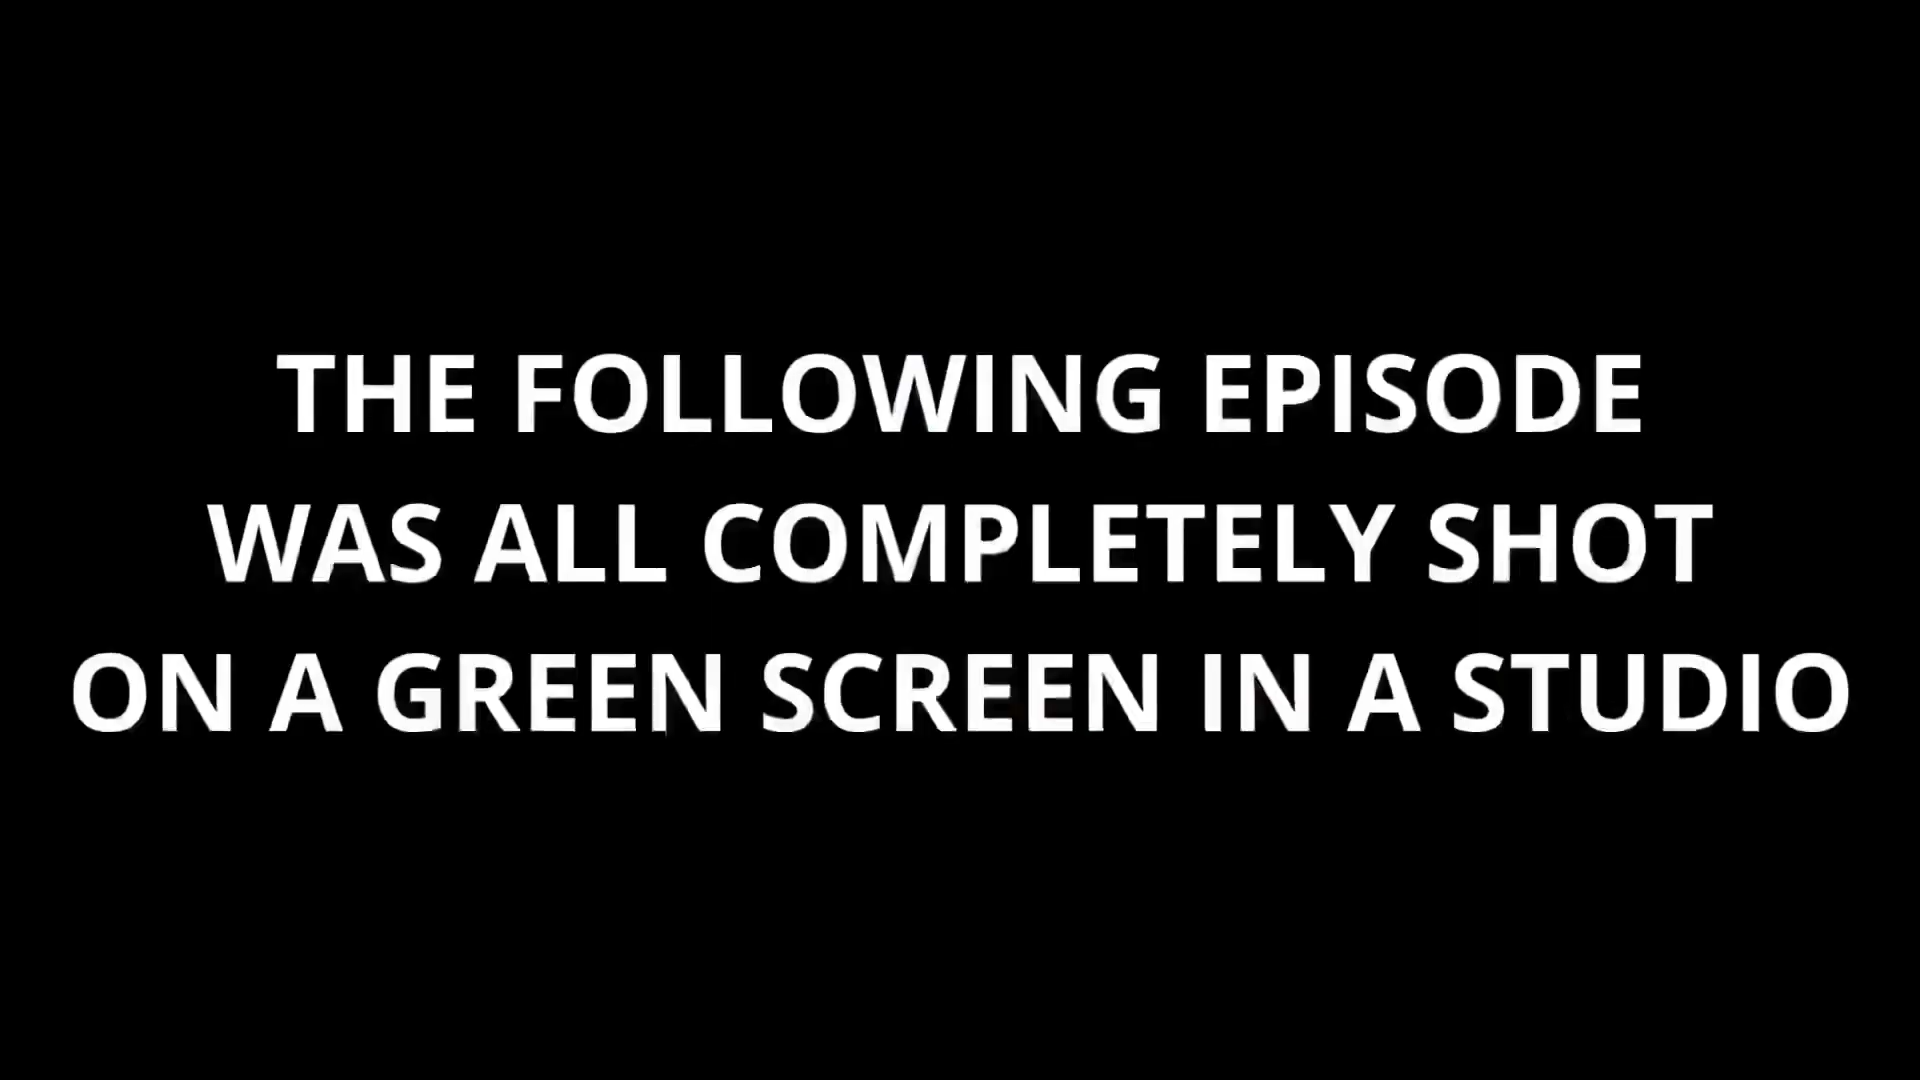 THE FOLLOWING EPISODE
WAS ALL COMPLETELY SHOT
ON A GREEN SCREEN IN A STUDIO